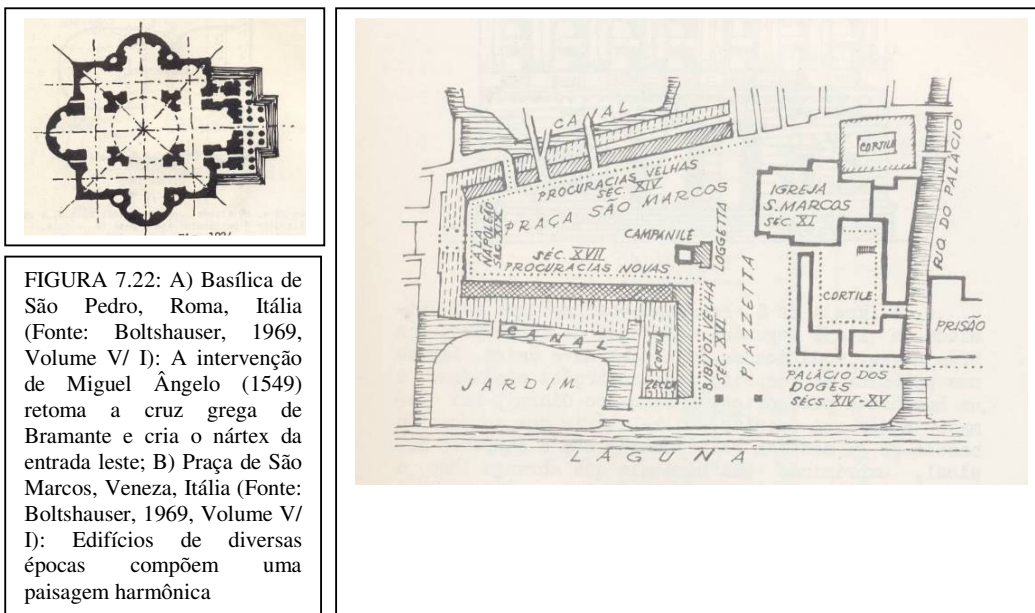 FIGURA 7.22: A) Basílica de
São Pedro, Roma, Itália
(Fonte: Boltshauser, 1969,
Volume V/ I): A intervenção
de Miguel Ângelo (1549)
retoma a cruz grega de
Bramante e cria o nártex da
entrada leste; B) Praça de São
Marcos, Veneza, Itália (Fonte:
Boltshauser, 1969, Volume V/
I): Edifícios de diversas
épocas compõem uma
paisagem harmônica
CANAL
PROCURACIAS VELHAS
SÉC. XIV
PRAÇA SÃO MARCOS
ALA
NAPOLEÃO
SÉC. XIX
CAMPANILE
LOGGETTA
SÉC. XVII
PROCURACIAS NOVAS
CANAL
JARDIM
CORTILE
ZECCA
BIBLIOT. VELHA
SÉC. XVI
PIAZZETTA
IGREJA
S. MARCOS
SÉC. XI
CORTILE
CORTILE
RIO DO PALÁCIO
PRISÃO
PALÁCIO DOS
DOGES
SÉCS. XIV-XV
LAGUNA